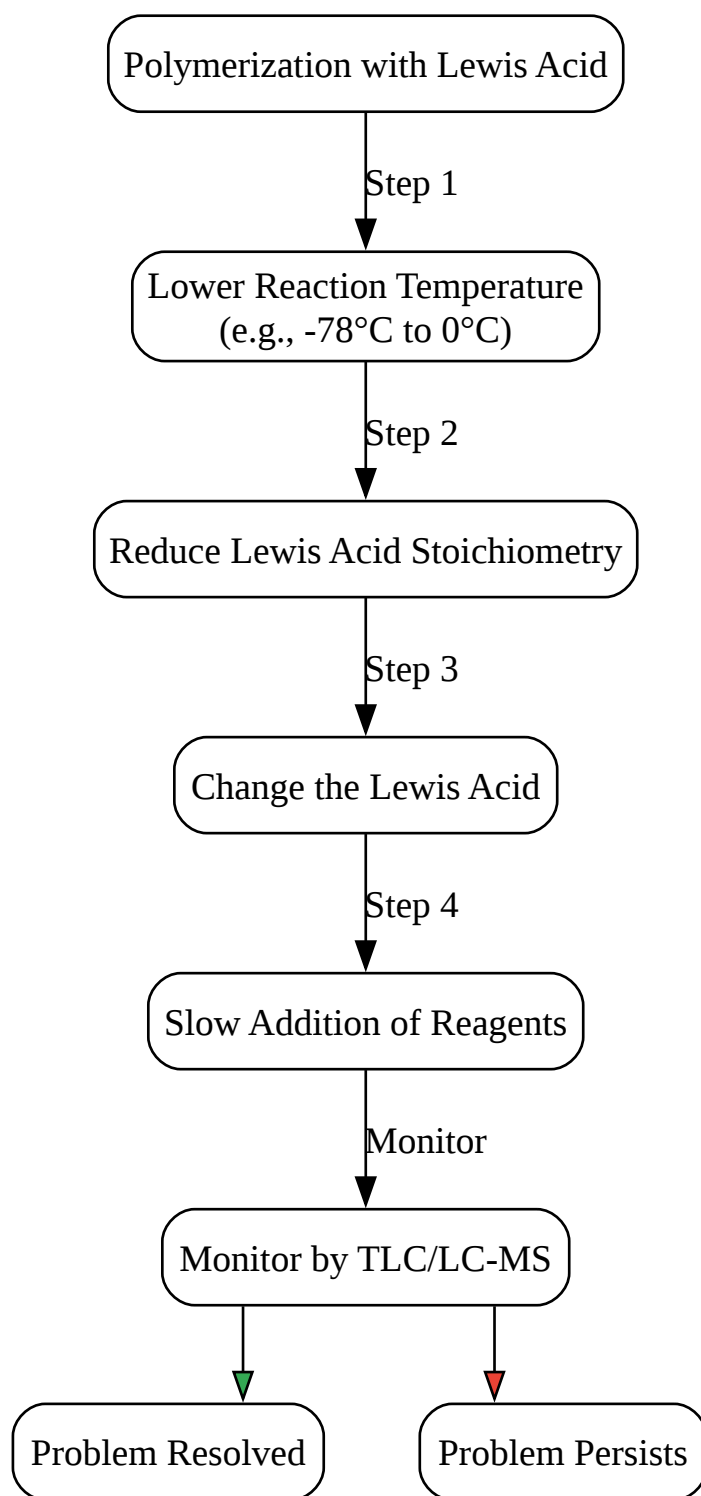 Polymerization with Lewis Acid
Step 1
Lower Reaction Temperature
(e.g., -78°C to 0°C)
Step 2
Reduce Lewis Acid Stoichiometry
Step 3
Change the Lewis Acid
Step 4
Slow Addition of Reagents
Monitor
Monitor by TLC/LC-MS
Problem Resolved
Problem Persists